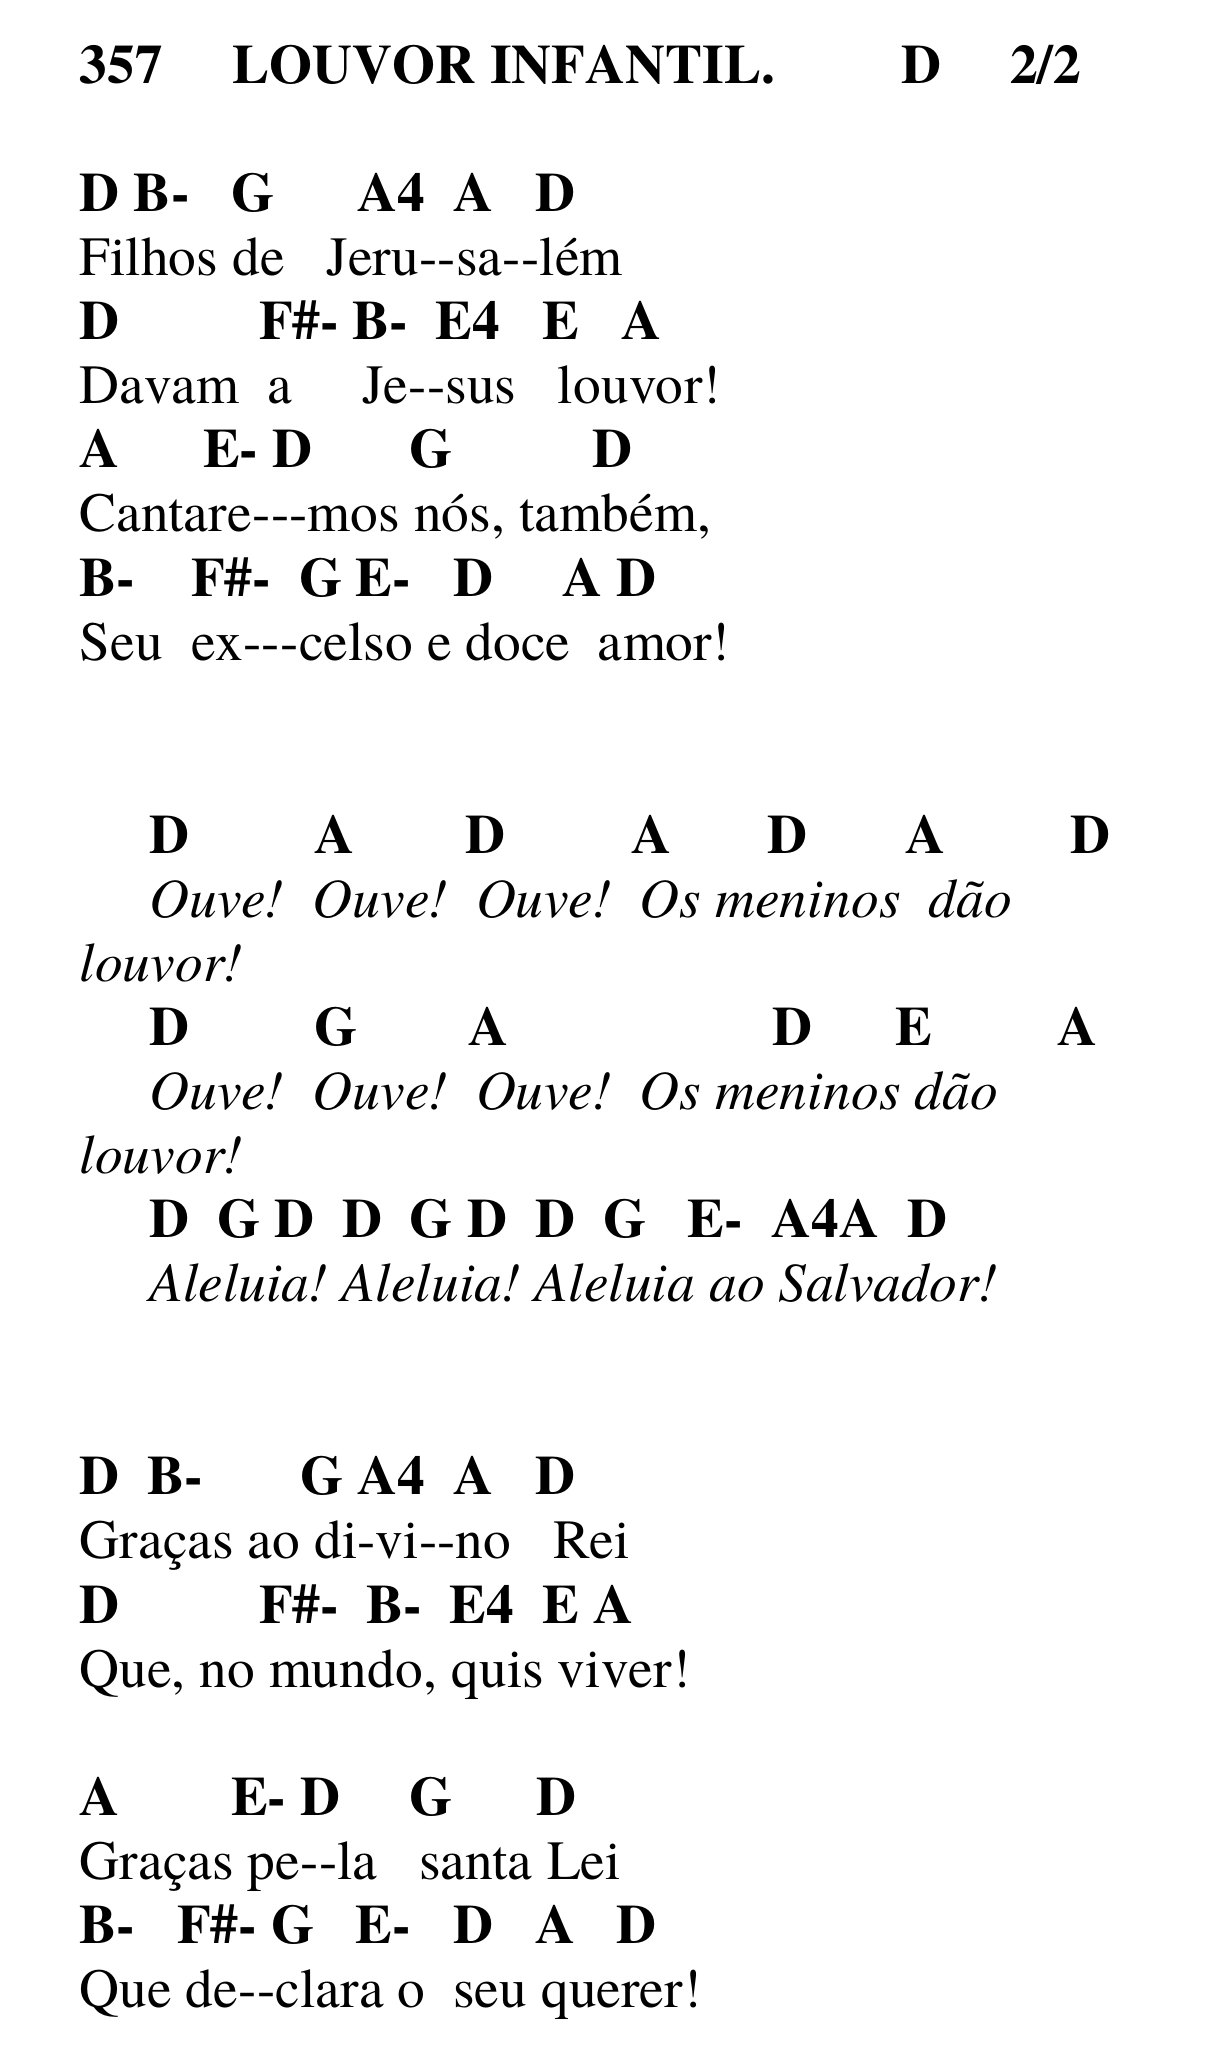 357 LOUVOR INFANTIL. D 2/2
D B- G A4 A D
Filhos de Jeru--sa--lém
D F#- B- E4 E A
Davam a Je--sus louvor!
A E- D G D
Cantare---mos nós, também,
B- F#- G E- D A D
Seu ex---celso e doce amor!
D A D A D A D
Ouve! Ouve! Ouve! Os meninos dão
louvor!
D G A D E A
Ouve! Ouve! Ouve! Os meninos dão
louvor!
D G D D G D D G E- A4A D
Aleluia! Aleluia! Aleluia ao Salvador!
D B- G A4 A D
Graças ao di-vi--no Rei
D F#- B- E4 E A
Que, no mundo, quis viver!
A E- D G D
Graças pe--la santa Lei
B- F#- G E- D A D
Que de--clara o seu querer!